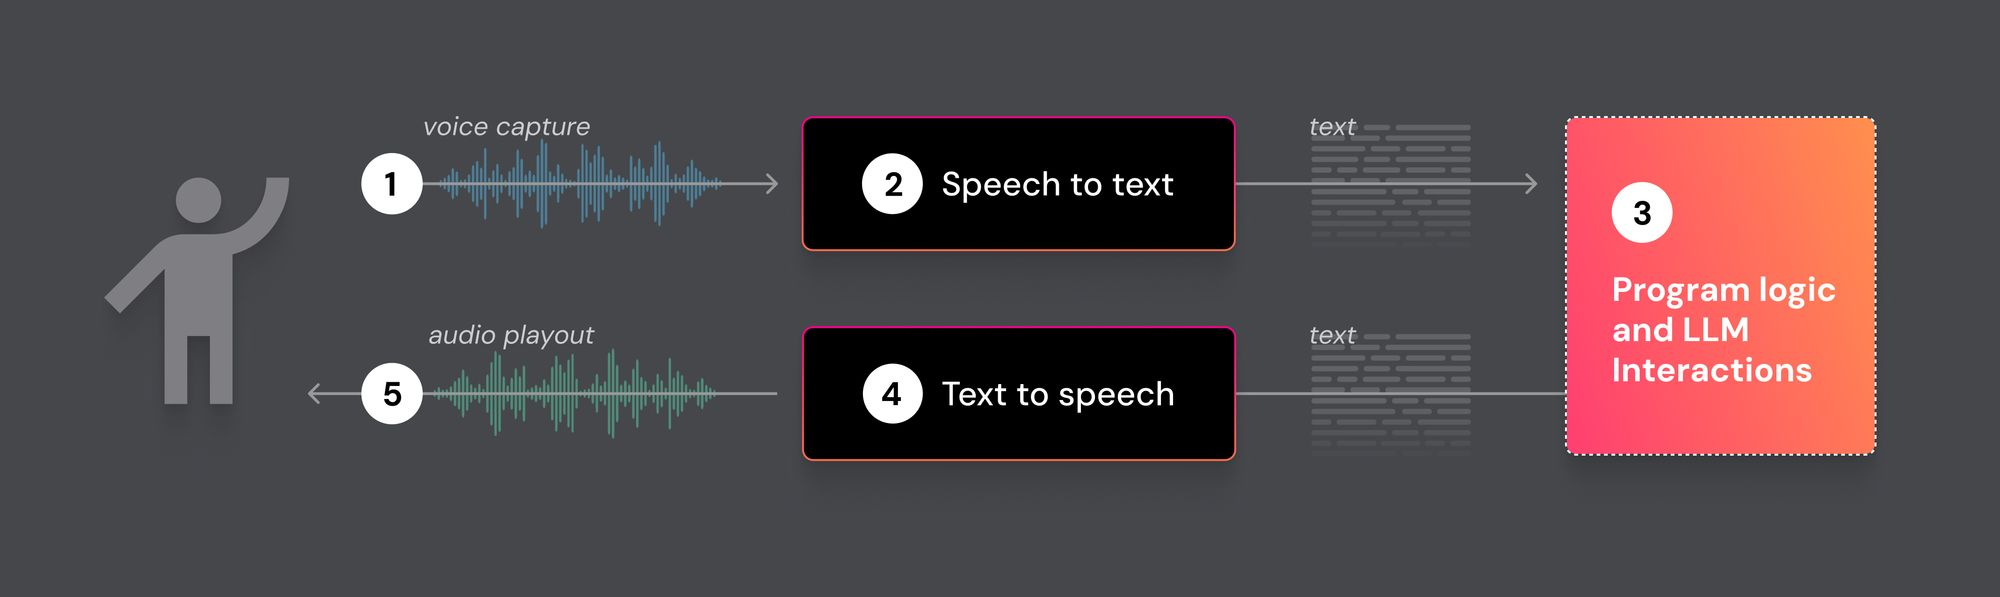 voice capture
1
2 Speech to text
text
3
Program logic
and LLM
Interactions
audio playout
5
4 Text to speech
text